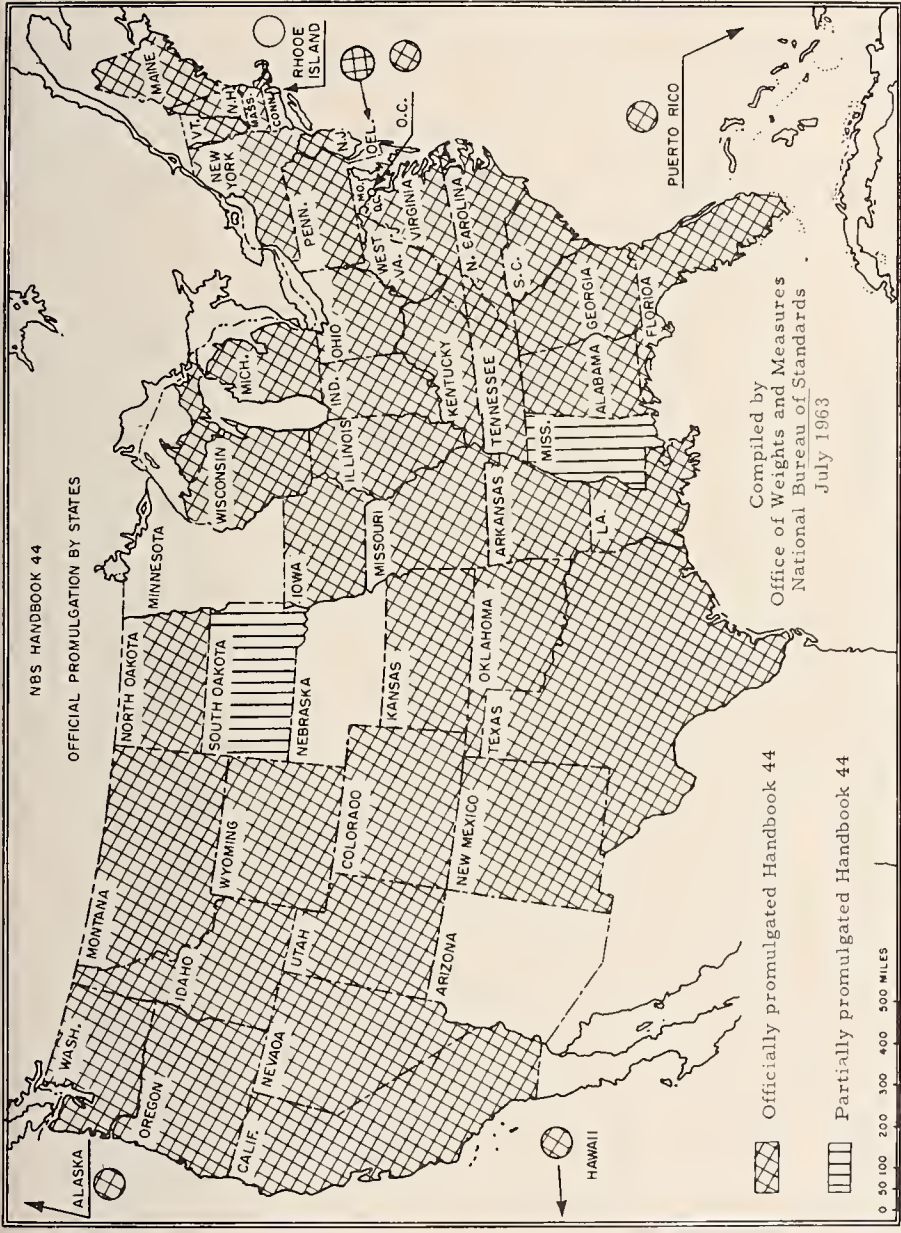 NBS HANDBOOK 44
OFFICIAL PROMULGATION BY STATES
ALASKA
WASH.
OREGON
CALIF.
NEVADA
IDAHO
MONTANA
WYOMING
UTAH
COLORADO
ARIZONA
NEW MEXICO
NORTH DAKOTA
SOUTH DAKOTA
NEBRASKA
KANSAS
OKLAHOMA
TEXAS
MINNESOTA
IOWA
MISSOURI
ARKANSAS
LA.
WISCONSIN
ILLINOIS
MICH.
IND.
OHIO
KENTUCKY
TENNESSEE
MISS.
ALABAMA
GEORGIA
FLORIDA
S.C.
N. CAROLINA
VIRGINIA
WEST
VA.
MD.
D.C.
PENN.
NEW
YORK
N.J.
DEL.
D.C.
VT.
N.H.
MAINE
MASS.
CONN.
RHODE
ISLAND
PUERTO RICO
HAWAII
Compiled by
Office of Weights and Measures
National Bureau of Standards
July 1963
Officially promulgated Handbook 44
Partially promulgated Handbook 44
0 50 100 200 300 400 500 MILES